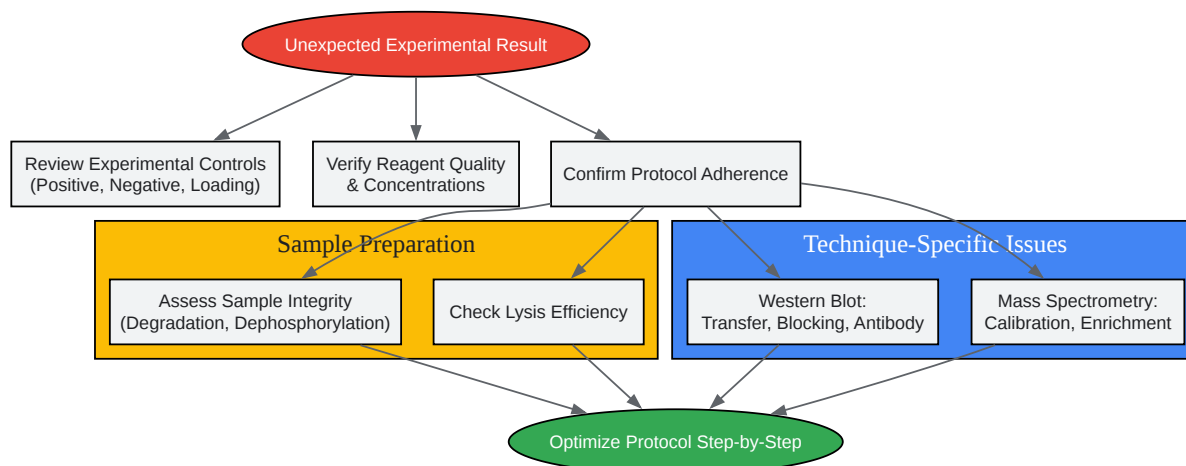 Unexpected Experimental Result
Review Experimental Controls
(Positive, Negative, Loading)
Verify Reagent Quality
& Concentrations
Confirm Protocol Adherence
Sample Preparation
Technique-Specific Issues
Assess Sample Integrity
(Degradation, Dephosphorylation)
Check Lysis Efficiency
Western Blot:
Transfer, Blocking, Antibody
Mass Spectrometry:
Calibration, Enrichment
Optimize Protocol Step-by-Step